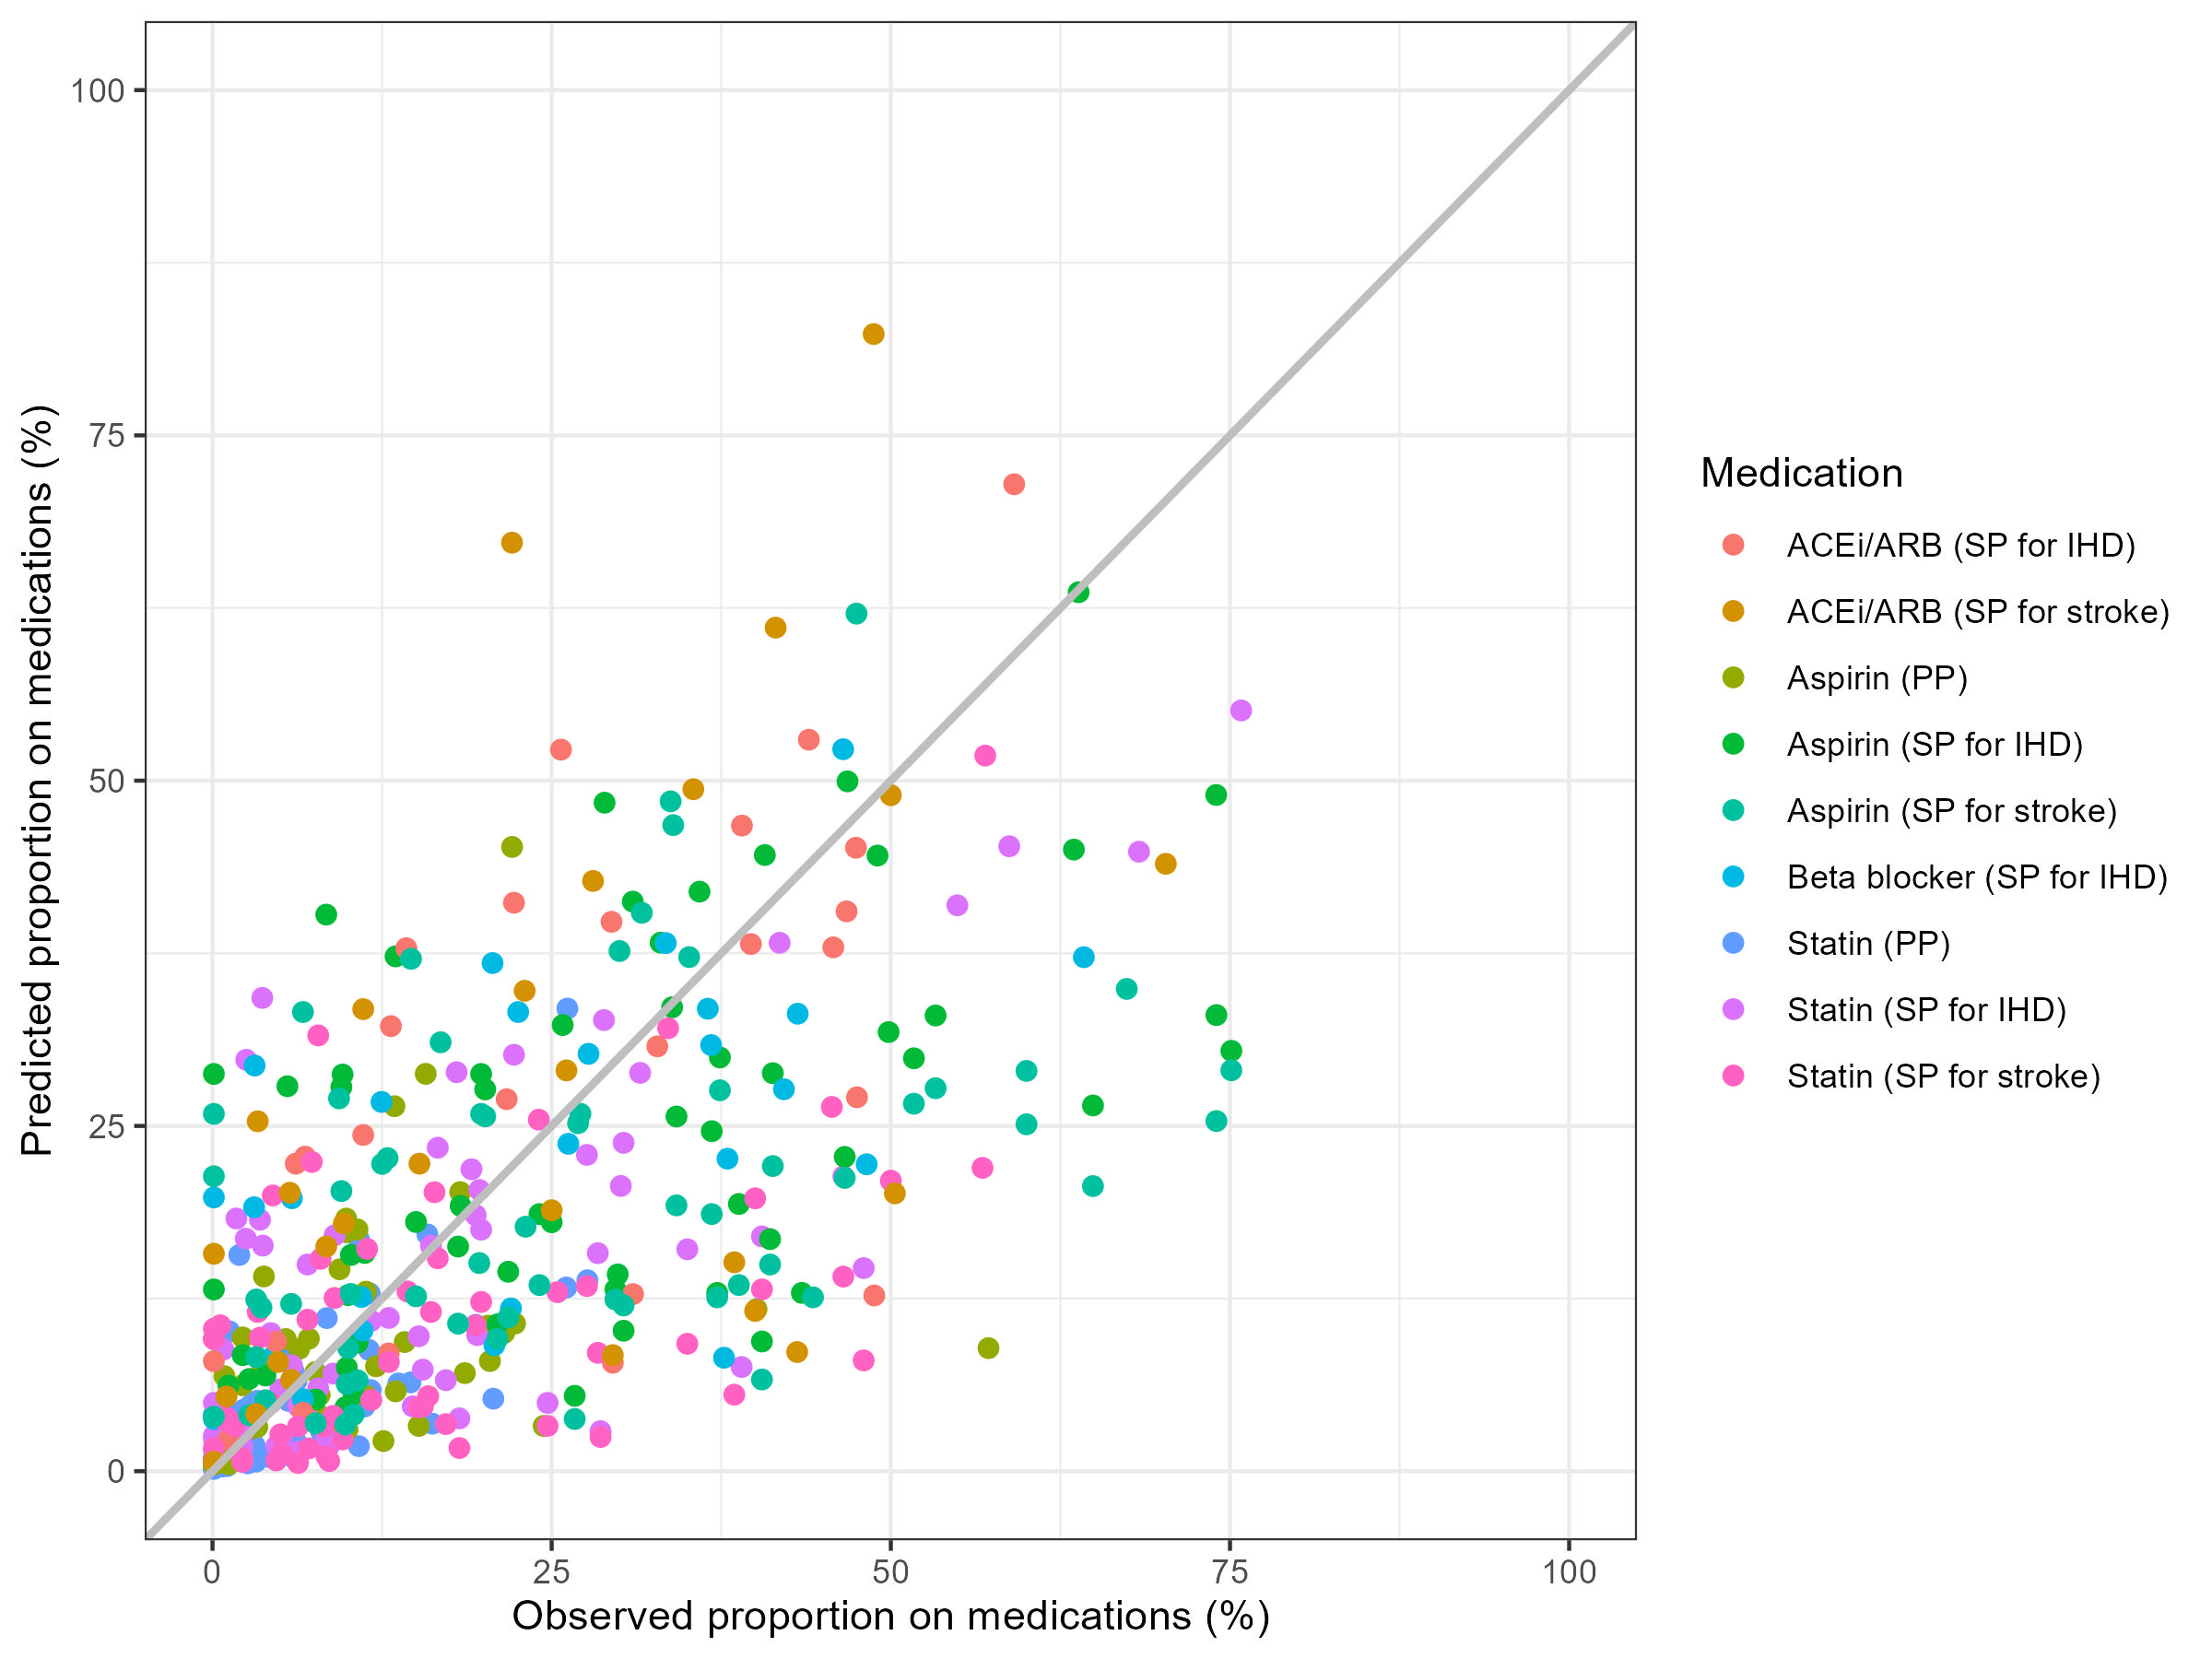 Predicted proportion on medications (%)
100
75
50
25
0
0 25 50 75 100
Observed proportion on medications (%)
Medication
ACEi/ARB (SP for IHD)
ACEi/ARB (SP for stroke)
Aspirin (PP)
Aspirin (SP for IHD)
Aspirin (SP for stroke)
Beta blocker (SP for IHD)
Statin (PP)
Statin (SP for IHD)
Statin (SP for stroke)